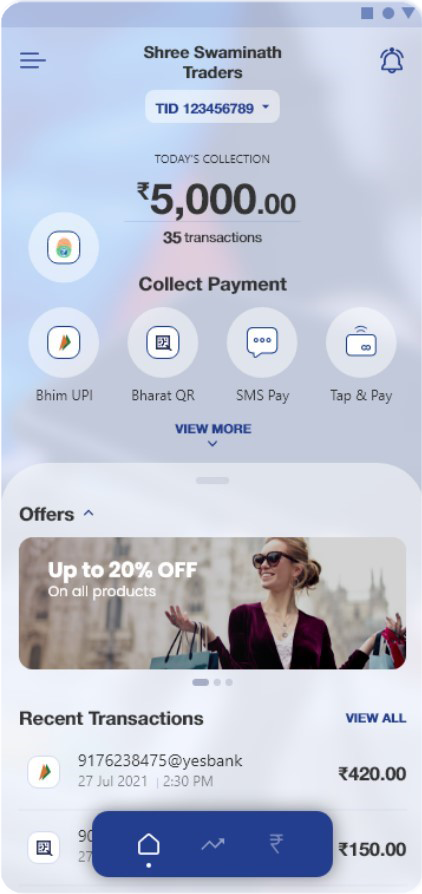 Shree Swaminath
Traders
TID 123456789
TODAY'S COLLECTION
₹5,000.00
35 transactions
Collect Payment
Bhim UPI
Bharat QR
SMS Pay
Tap & Pay
VIEW MORE
Offers
Up to 20% OFF
On all products
Recent Transactions
VIEW ALL
9176238475@yesbank
27 Jul 2021 | 2:30 PM
₹420.00
90
27
₹150.00
₹